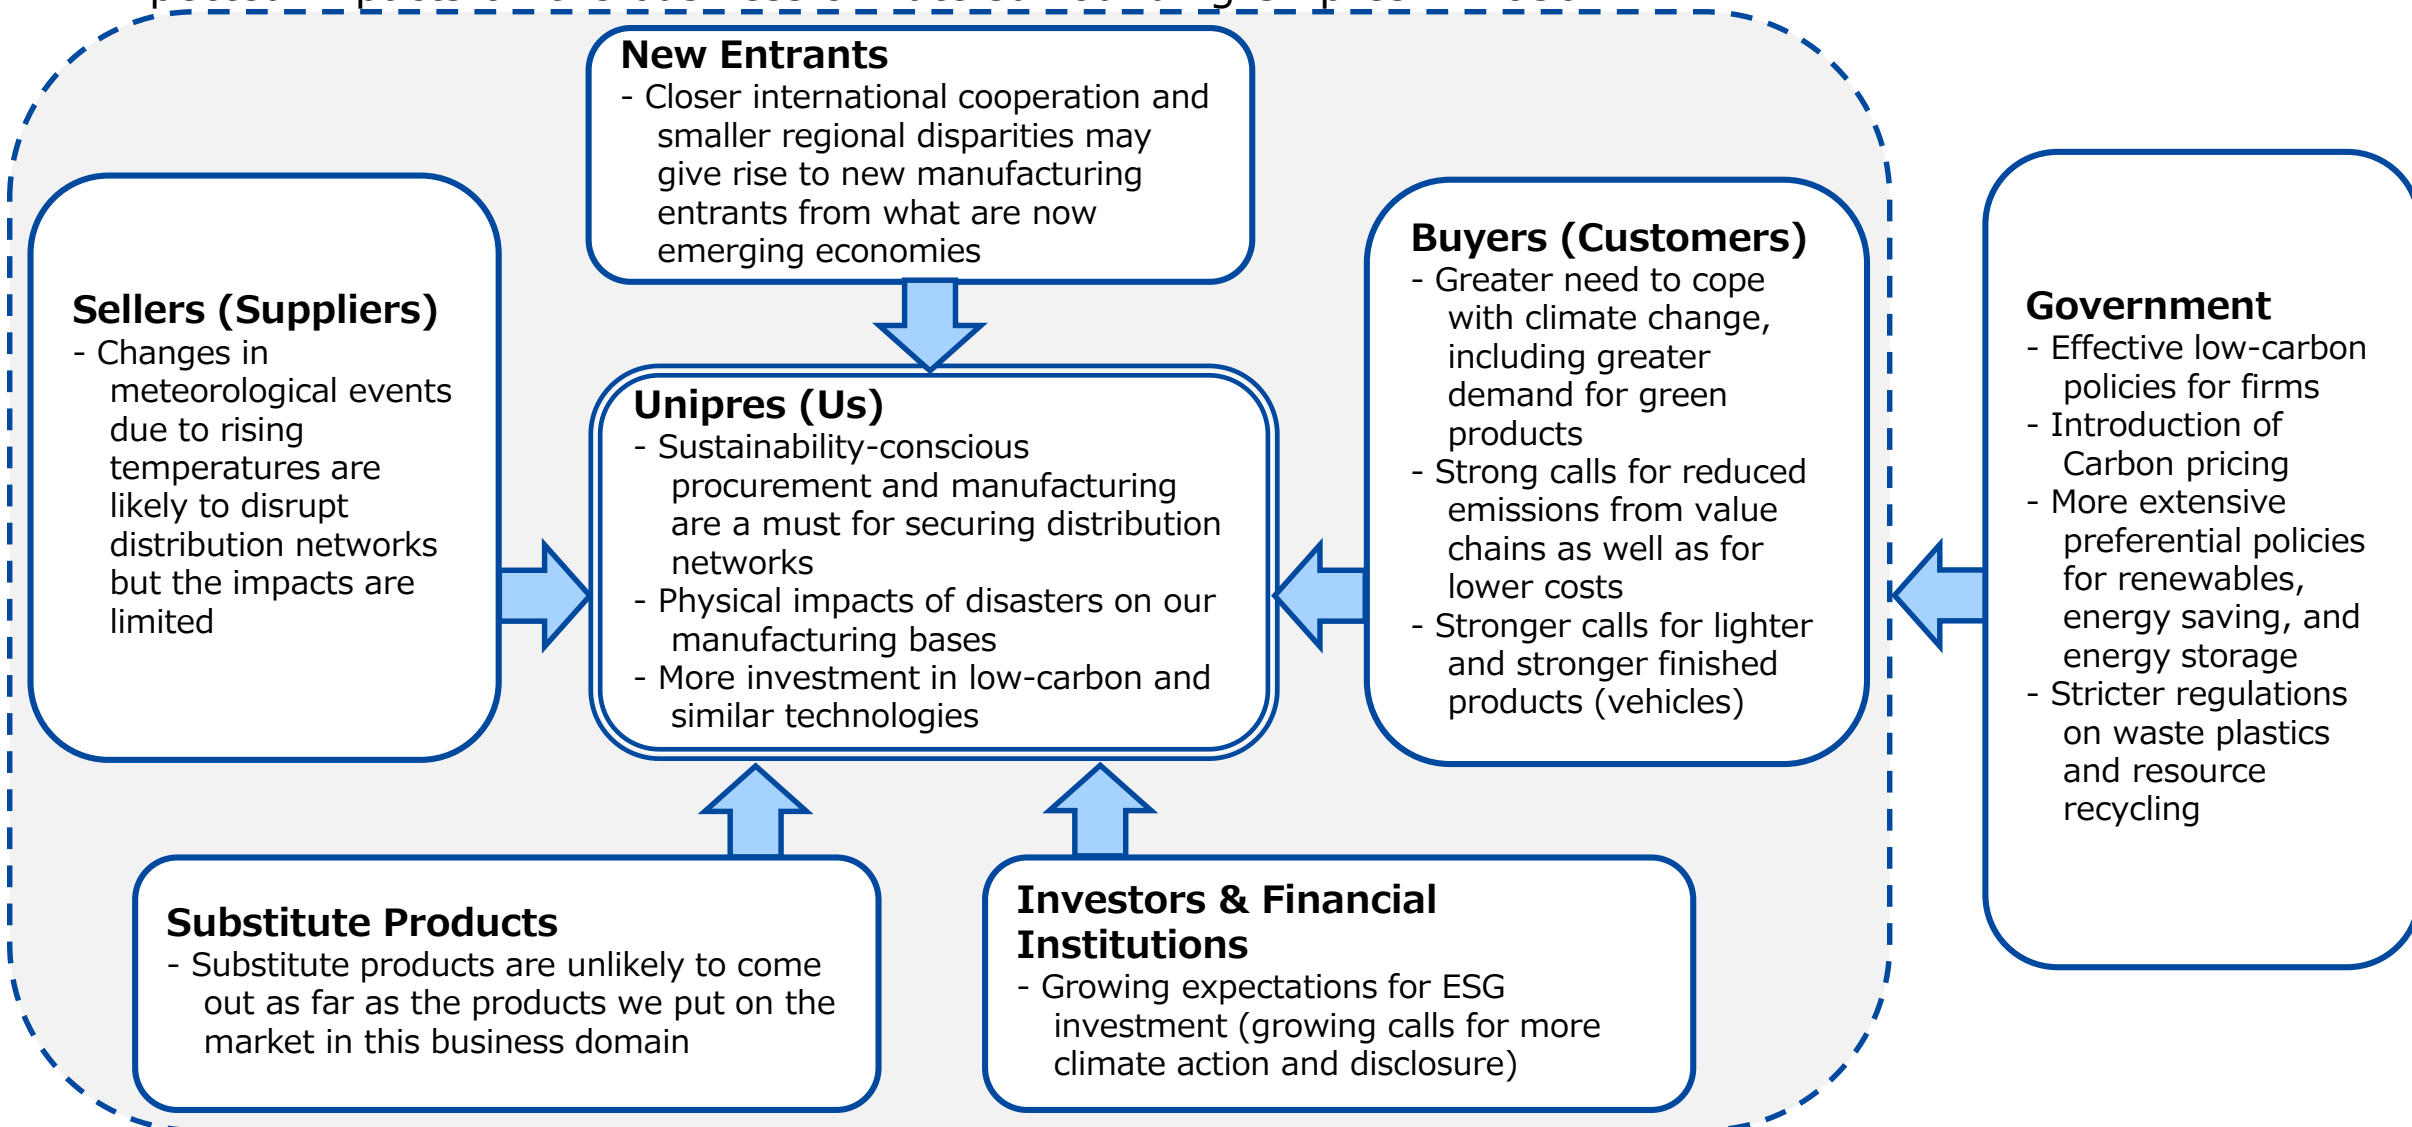 New Entrants
- Closer international cooperation and
smaller regional disparities may
give rise to new manufacturing
entrants from what are now
emerging economies
Sellers (Suppliers)
- Changes in
meteorological events
due to rising
temperatures are
likely to disrupt
distribution networks
but the impacts are
limited
Unipres (Us)
- Sustainability-conscious
procurement and manufacturing
are a must for securing distribution
networks
- Physical impacts of disasters on our
manufacturing bases
- More investment in low-carbon and
similar technologies
Buyers (Customers)
- Greater need to cope
with climate change,
including greater
demand for green
products
- Strong calls for reduced
emissions from value
chains as well as for
lower costs
- Stronger calls for lighter
and stronger finished
products (vehicles)
Government
- Effective low-carbon
policies for firms
- Introduction of
Carbon pricing
- More extensive
preferential policies
for renewables,
energy saving, and
energy storage
- Stricter regulations
on waste plastics
and resource
recycling
Substitute Products
- Substitute products are unlikely to come
out as far as the products we put on the
market in this business domain
Investors & Financial
Institutions
- Growing expectations for ESG
investment (growing calls for more
climate action and disclosure)